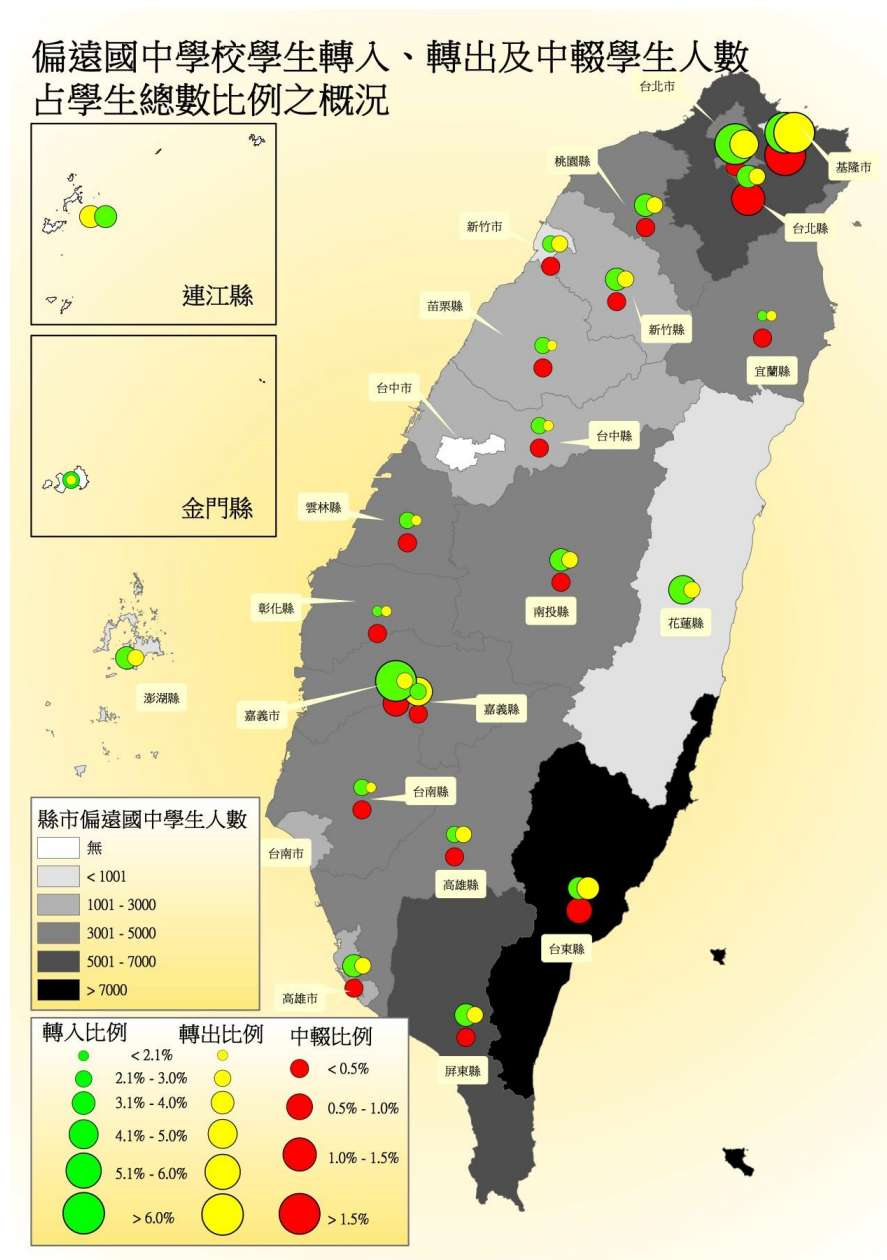 偏遠國中學校學生轉入、轉出及中輟學生人數
占學生總數比例之概況
台北市
基隆市
桃園縣
台北縣
新竹市
連江縣
苗栗縣
新竹縣
宜蘭縣
台中市
台中縣
金門縣
雲林縣
彰化縣
南投縣
花蓮縣
澎湖縣
嘉義市
嘉義縣
台南縣
台南市
高雄縣
台東縣
高雄市
屏東縣
縣市偏遠國中學生人數
無
< 1001
1001 - 3000
3001 - 5000
5001 - 7000
> 7000
轉入比例 轉出比例 中輟比例
< 2.1%
2.1% - 3.0%
3.1% - 4.0%
4.1% - 5.0%
5.1% - 6.0%
> 6.0%
< 0.5%
0.5% - 1.0%
1.0% - 1.5%
> 1.5%